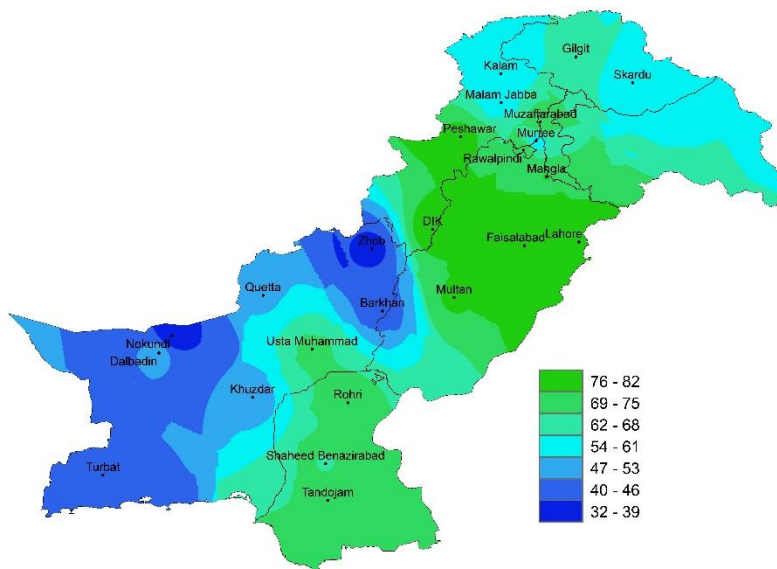 Gilgit
Kalam
Skardu
Malam Jabba
Muzaffarabad
Peshawar
Murree
Rawalpindi
Mangla
DIK
Zhob
Faisalabad
Lahore
Quetta
Multan
Barkhan
Nokundi
Usta Muhammad
Dalbadin
Khuzdar
Rohri
Shaheed Benazirabad
Turbat
Tandojam
76 - 82
69 - 75
62 - 68
54 - 61
47 - 53
40 - 46
32 - 39